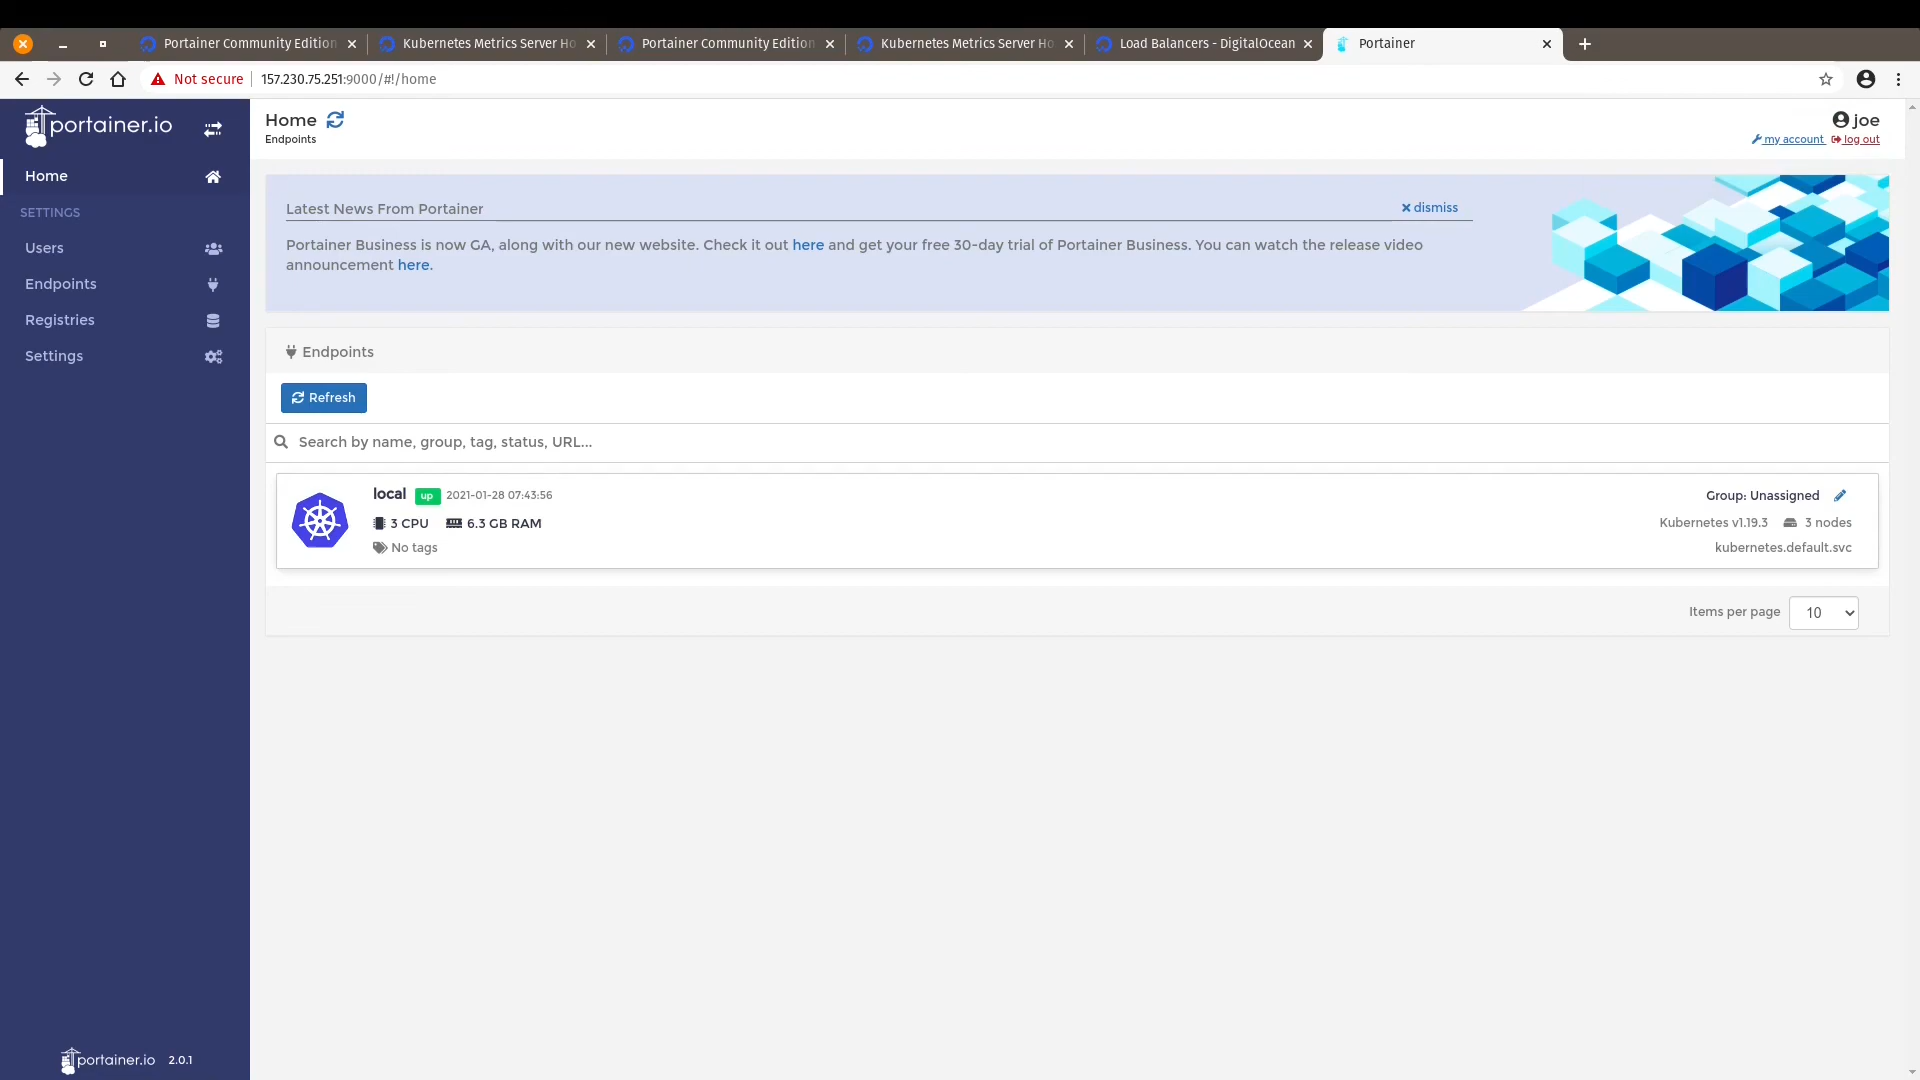 Portainer Community Edition
Kubernetes Metrics Server Ho
Portainer Community Edition
Kubernetes Metrics Server Ho
Load Balancers - DigitalOcean
Portainer
Not secure
157.230.75.251:9000/#!/home
portainer.io
Home
Endpoints
joe
my account
log out
Home
SETTINGS
Users
Endpoints
Registries
Settings
Latest News From Portainer
dismiss
Portainer Business is now GA, along with our new website. Check it out here and get your free 30-day trial of Portainer Business. You can watch the release video
announcement here.
Endpoints
Refresh
Search by name, group, tag, status, URL...
local up 2021-01-28 07:43:56
Group: Unassigned
3 CPU 6.3 GB RAM
Kubernetes v1.19.3 3 nodes
No tags
kubernetes.default.svc
Items per page 10
portainer.io 2.0.1